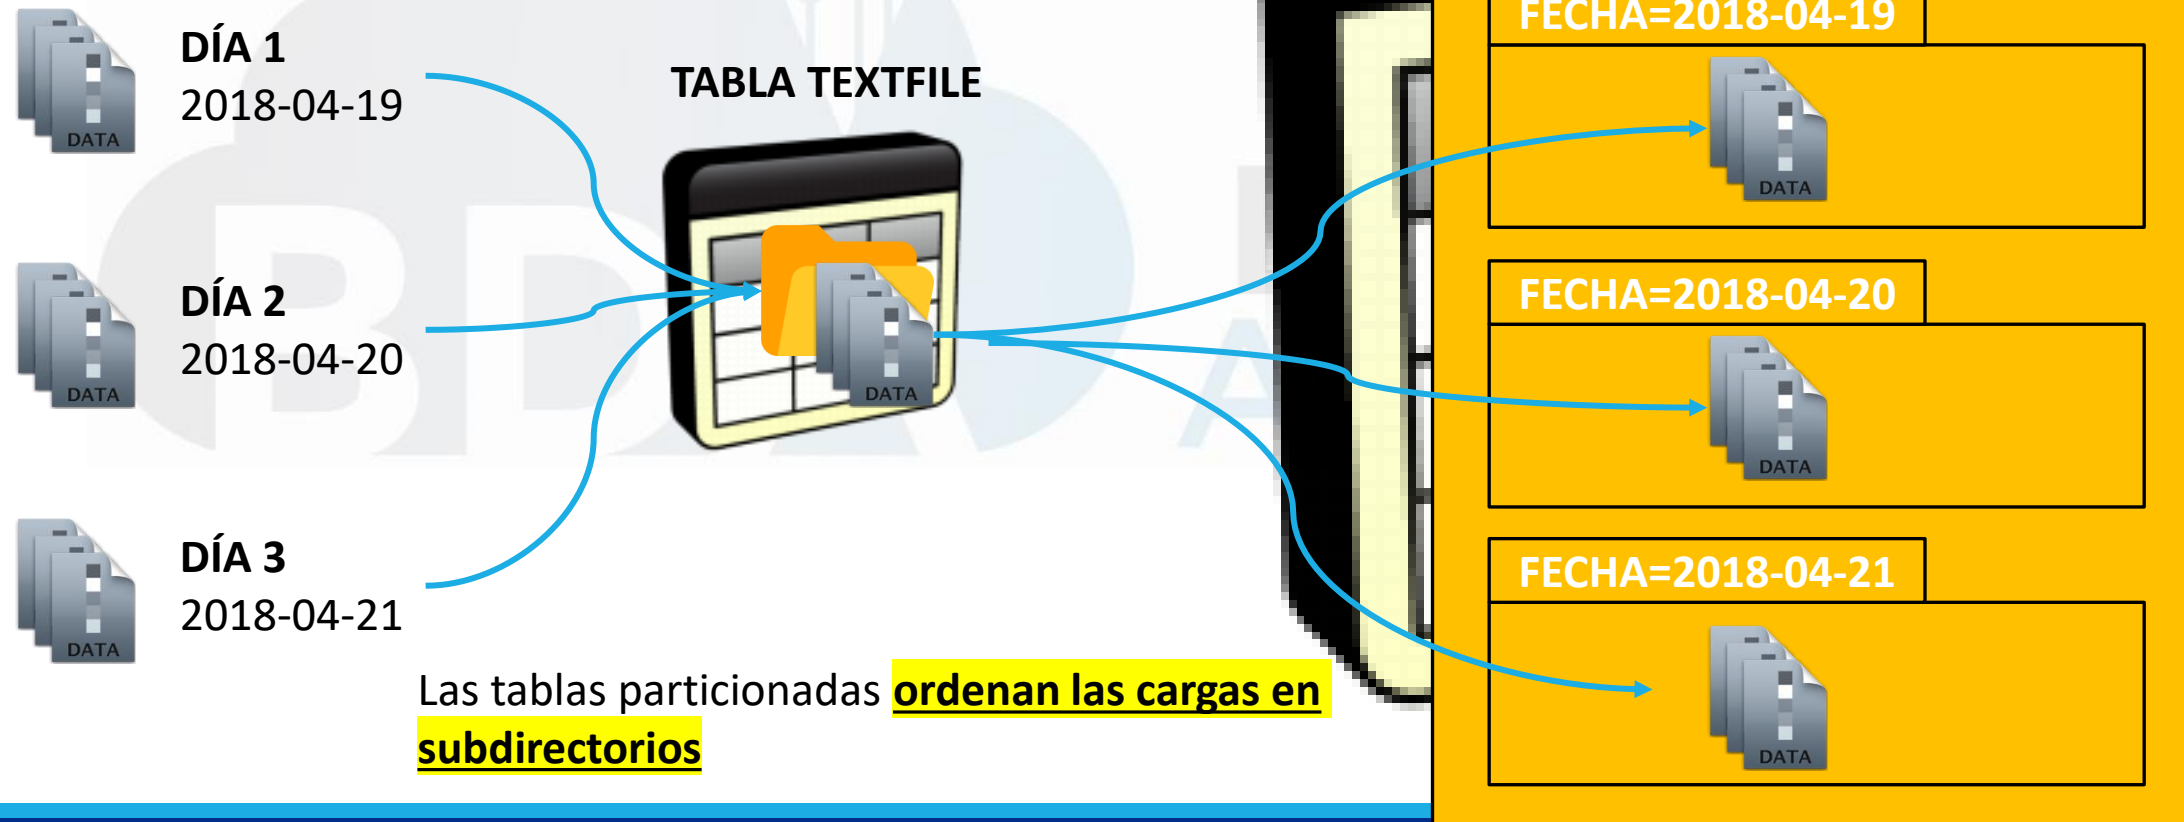 DÍA 1
2018-04-19
DATA
TABLA TEXTFILE
DÍA 2
2018-04-20
DATA
DATA
DÍA 3
2018-04-21
DATA
FECHA=2018-04-19
DATA
FECHA=2018-04-20
DATA
FECHA=2018-04-21
DATA
Las tablas particionadas ordenan las cargas en
subdirectorios